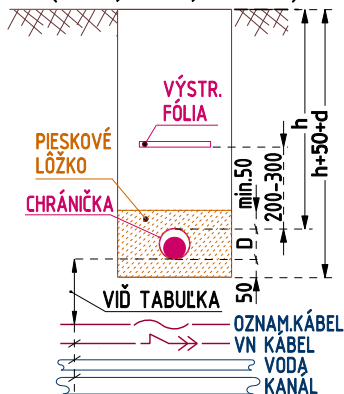 VÝSTR.
FÓLIA
PIESKOVÉ
LÔŽKO
CHRÁNIČKA
min.50
200-300
h
h+50+d
D
50
VIĎ TABUĽKA
OZNAM.KÁBEL
VN KÁBEL
VODA
KANÁL